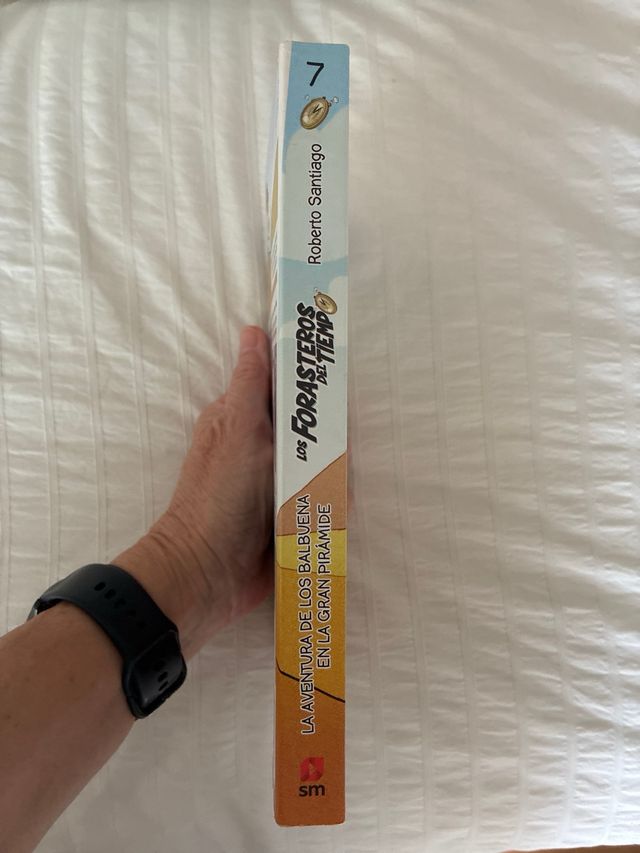 7
Roberto Santiago
LOS FORASTEROS
DEL TIEMPO
LA AVENTURA DE LOS BALBUENA
EN LA GRAN PIRÁMIDE
sm